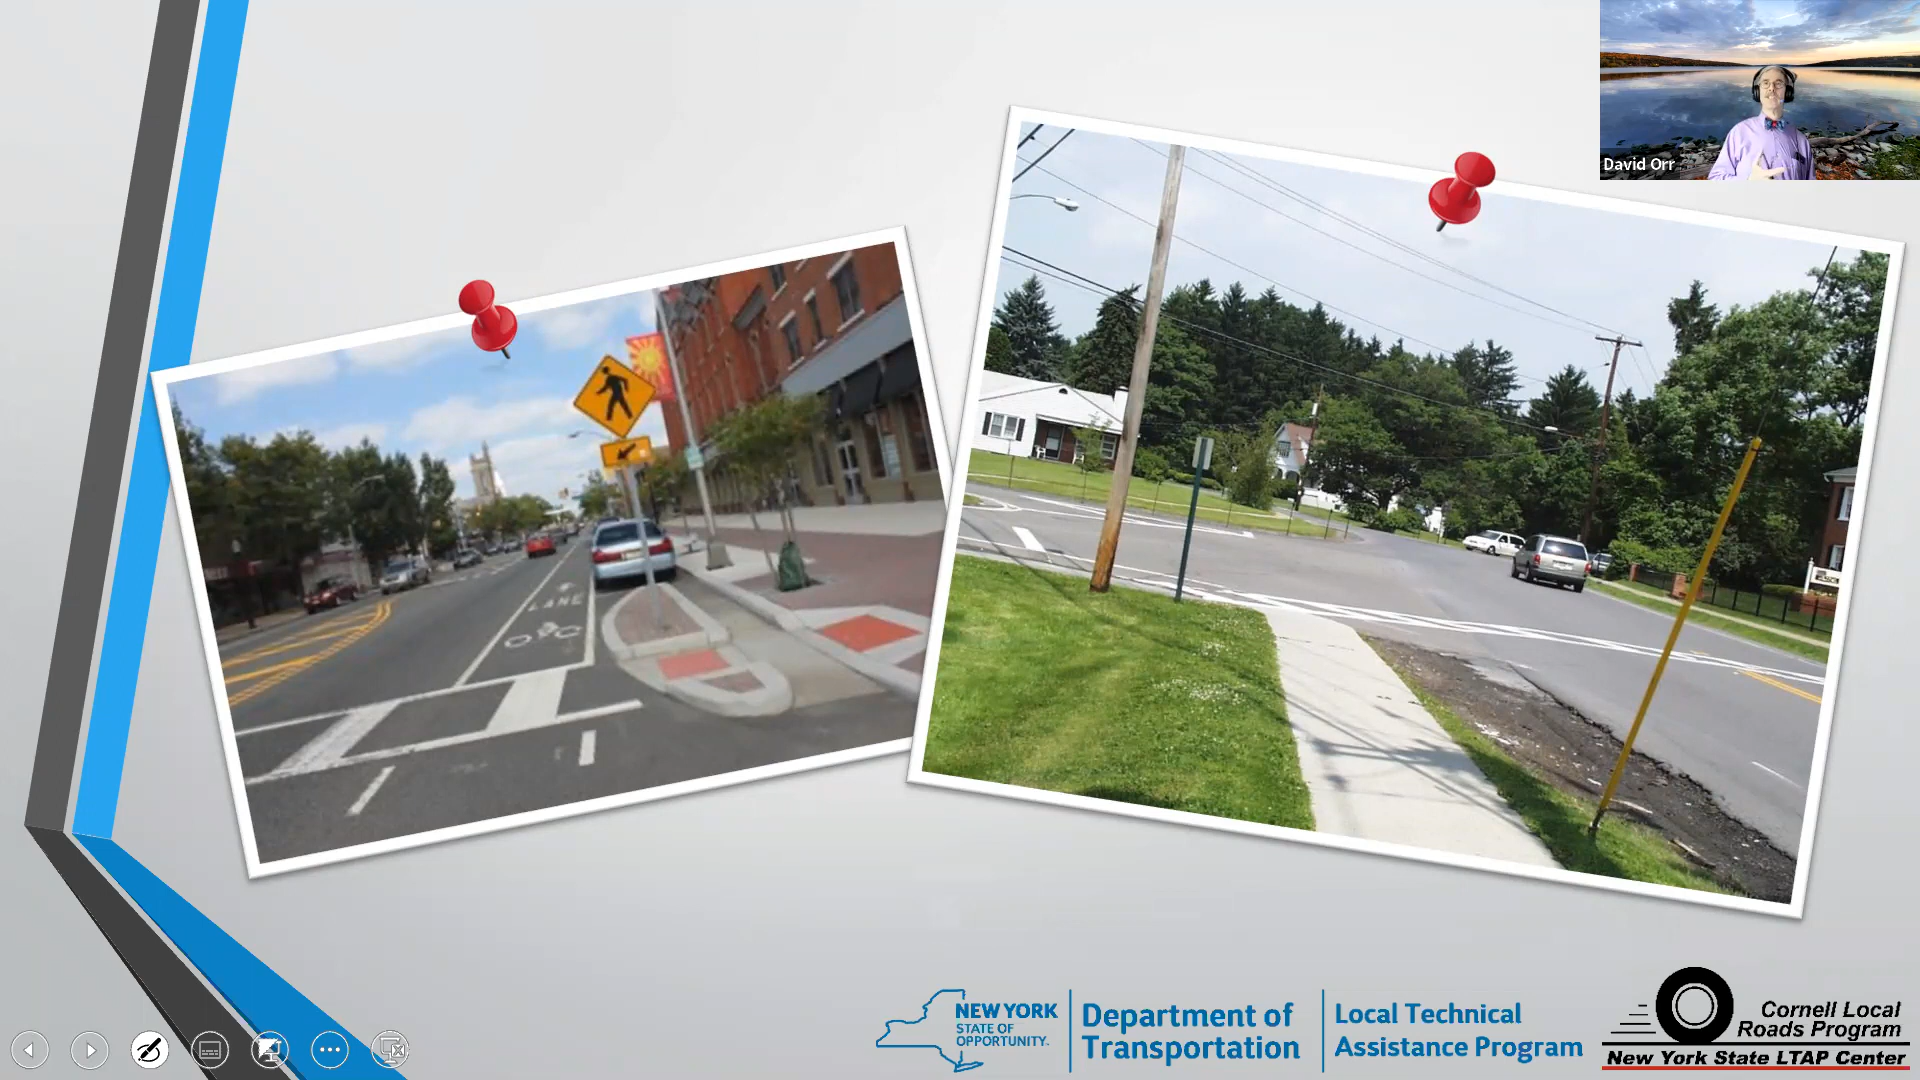 David Orr
LANE
NEW YORK
STATE OF
OPPORTUNITY.
Department of
Transportation
Local Technical
Assistance Program
Cornell Local
Roads Program
New York State LTAP Center